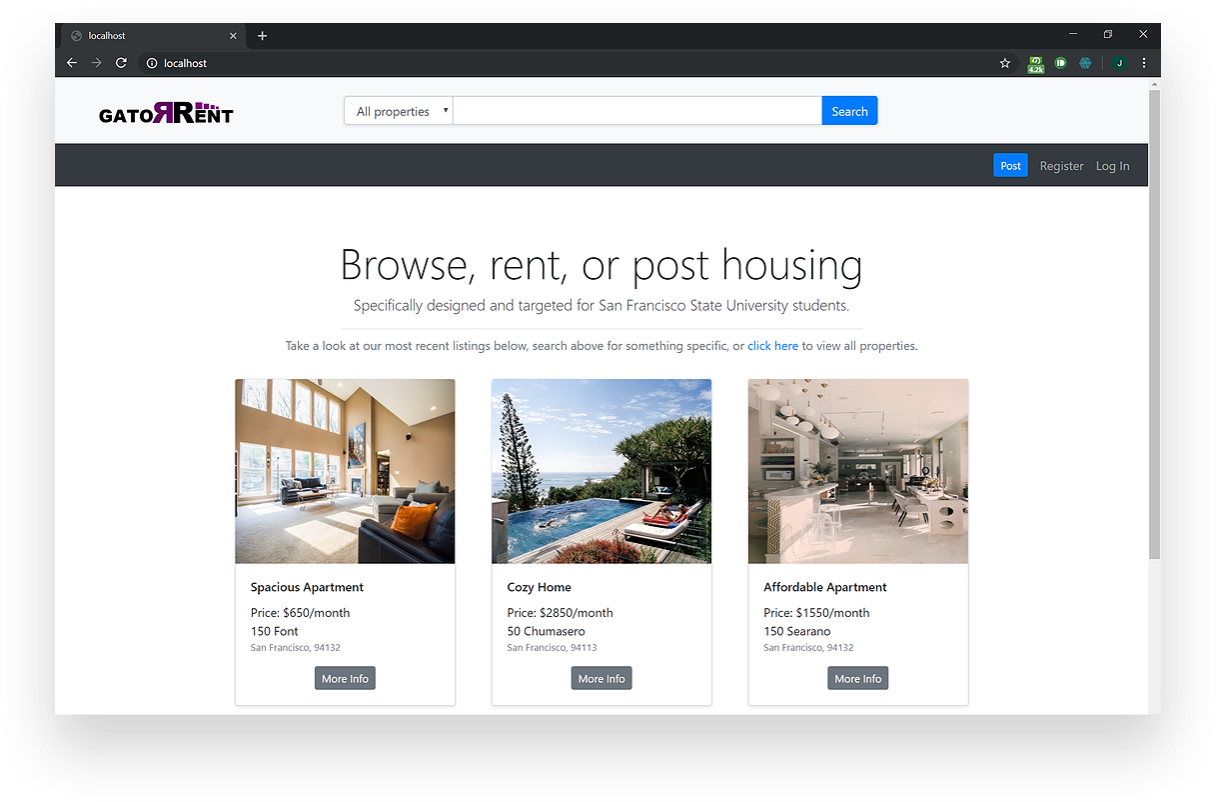 localhost
localhost
4.2k
J
GATORRENT
All properties
Search
Post Register Log In
Browse, rent, or post housing
Specifically designed and targeted for San Francisco State University students.
Take a look at our most recent listings below, search above for something specific, or click here to view all properties.
Spacious Apartment
Price: $650/month
150 Font
San Francisco, 94132
More Info
Cozy Home
Price: $2850/month
50 Chumasero
San Francisco, 94113
More Info
Affordable Apartment
Price: $1550/month
150 Searano
San Francisco, 94132
More Info